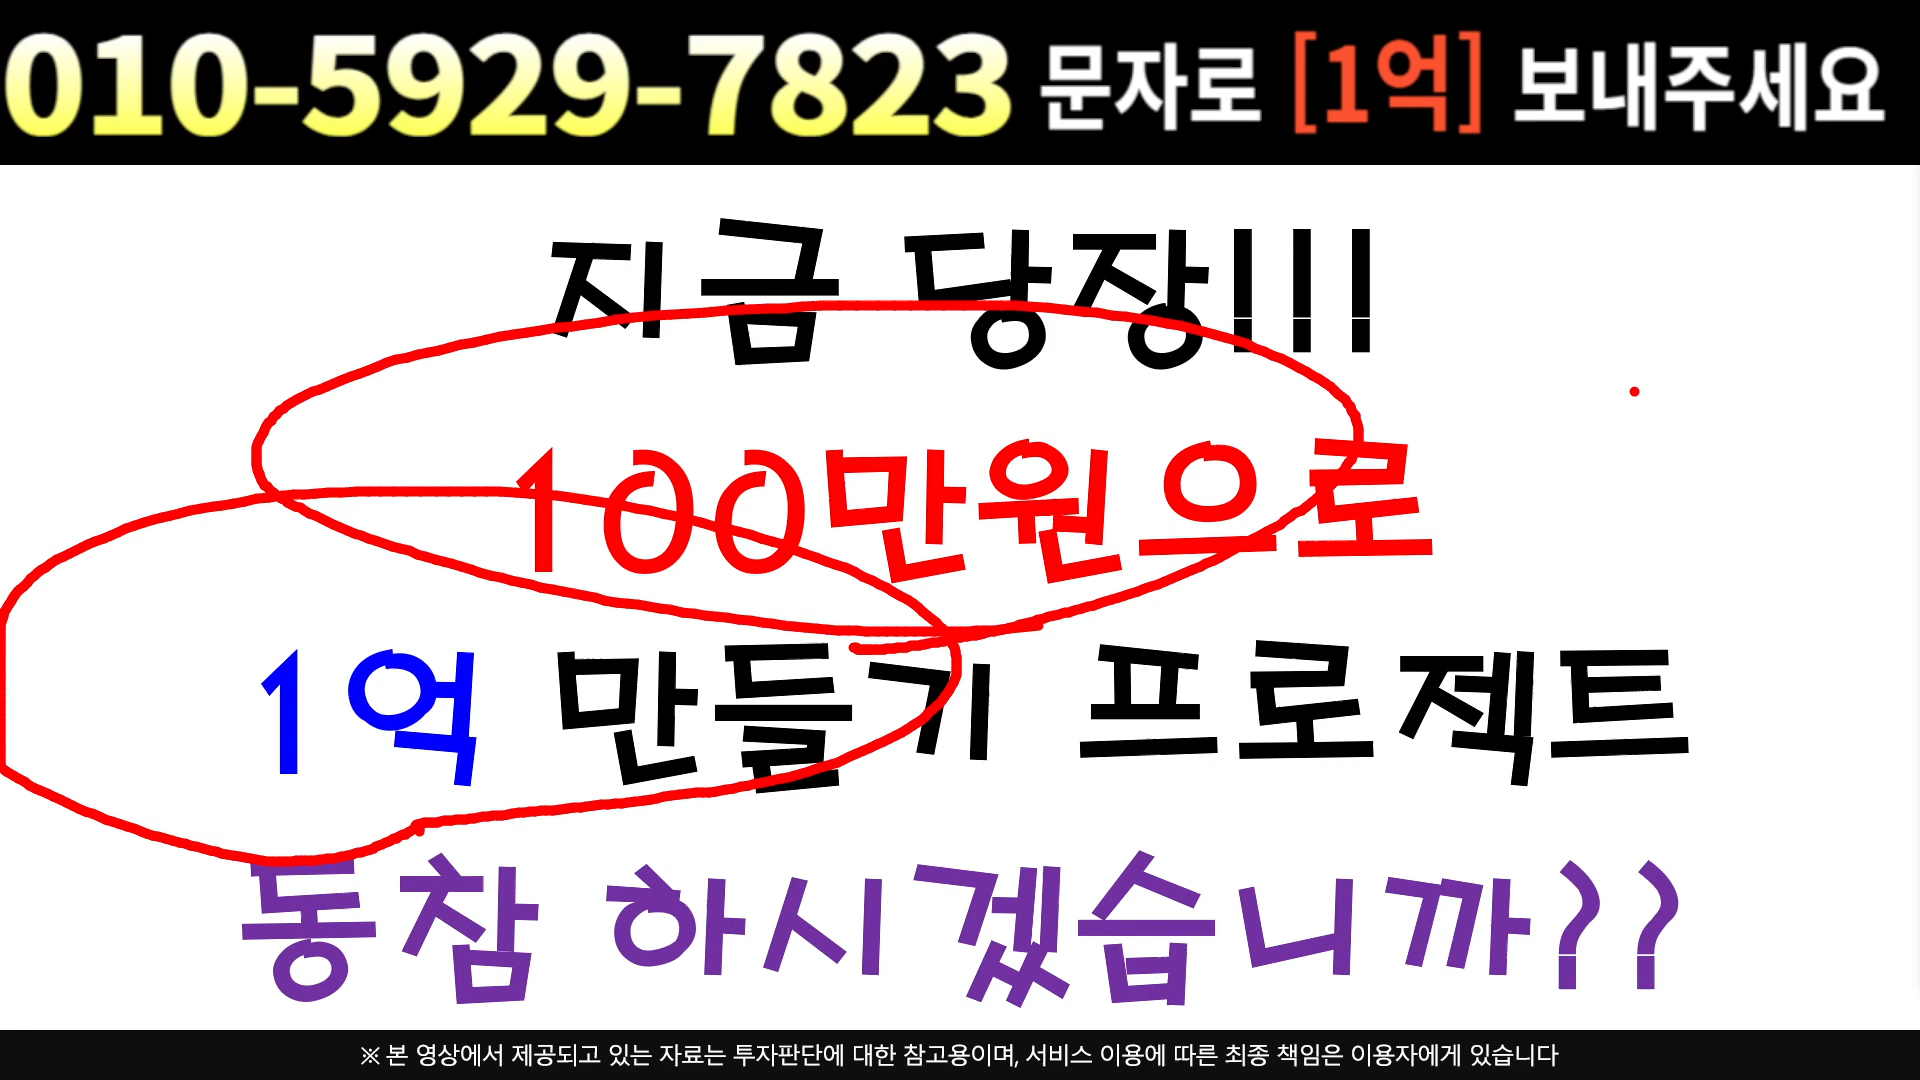 010-5929-7823 문자로 [1억] 보내주세요
지금 당장!!!
100만원으로
1억 만들기 프로젝트
동참 하시겠습니까??
※ 본 영상에서 제공되고 있는 자료는 투자판단에 대한 참고용이며, 서비스 이용에 따른 최종 책임은 이용자에게 있습니다